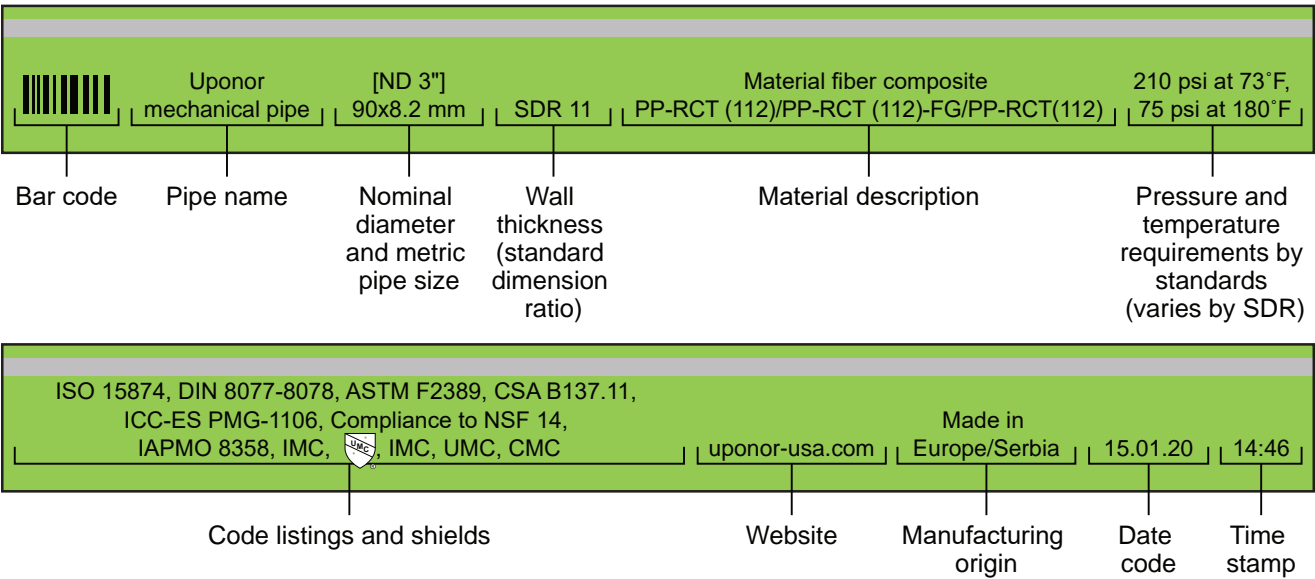 Uponor
mechanical pipe
[ND 3"]
90x8.2 mm
SDR 11
Material fiber composite
PP-RCT (112)/PP-RCT (112)-FG/PP-RCT(112)
210 psi at 73˚F,
75 psi at 180˚F
Bar code
Pipe name
Nominal
diameter
and metric
pipe size
Wall
thickness
(standard
dimension
ratio)
Material description
Pressure and
temperature
requirements by
standards
(varies by SDR)
ISO 15874, DIN 8077-8078, ASTM F2389, CSA B137.11,
ICC-ES PMG-1106, Compliance to NSF 14,
IAPMO 8358, IMC, UMC ®, IMC, UMC, CMC
uponor-usa.com
Made in
Europe/Serbia
15.01.20
14:46
Code listings and shields
Website
Manufacturing
origin
Date
code
Time
stamp